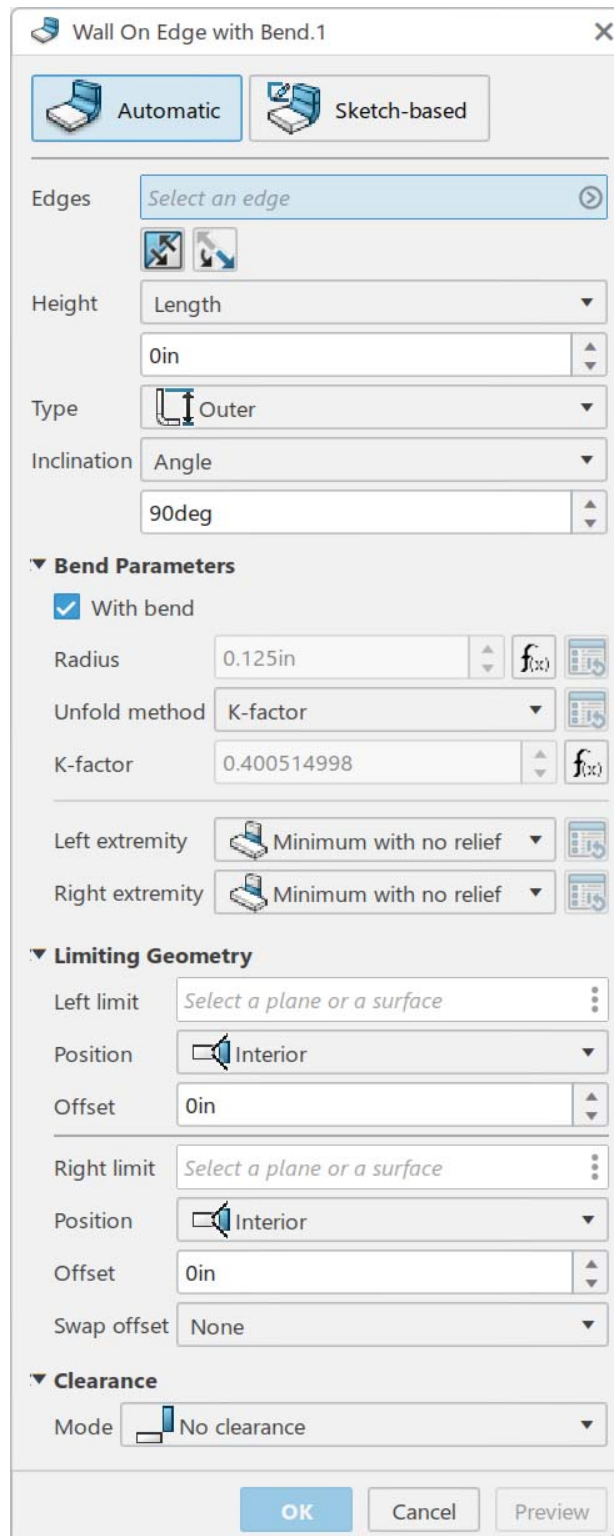 Wall On Edge with Bend.1
Automatic Sketch-based
Edges Select an edge
Height Length
0in
Type Outer
Inclination Angle
90deg
Bend Parameters
With bend
Radius 0.125in f(x)
Unfold method K-factor
K-factor 0.400514998 f(x)
Left extremity Minimum with no relief
Right extremity Minimum with no relief
Limiting Geometry
Left limit Select a plane or a surface
Position Interior
Offset 0in
Right limit Select a plane or a surface
Position Interior
Offset 0in
Swap offset None
Clearance
Mode No clearance
OK Cancel Preview